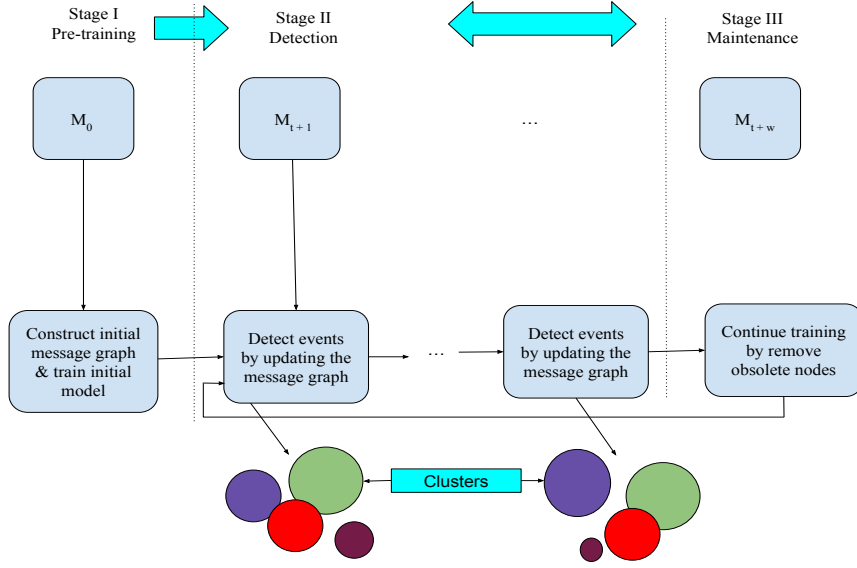 Stage I
Pre-training
Stage II
Detection
Stage III
Maintenance
M0
Mt + 1
...
Mt + w
Construct initial
message graph
& train initial
model
Detect events
by updating the
message graph
...
Detect events
by updating the
message graph
Continue training
by remove
obsolete nodes
Clusters